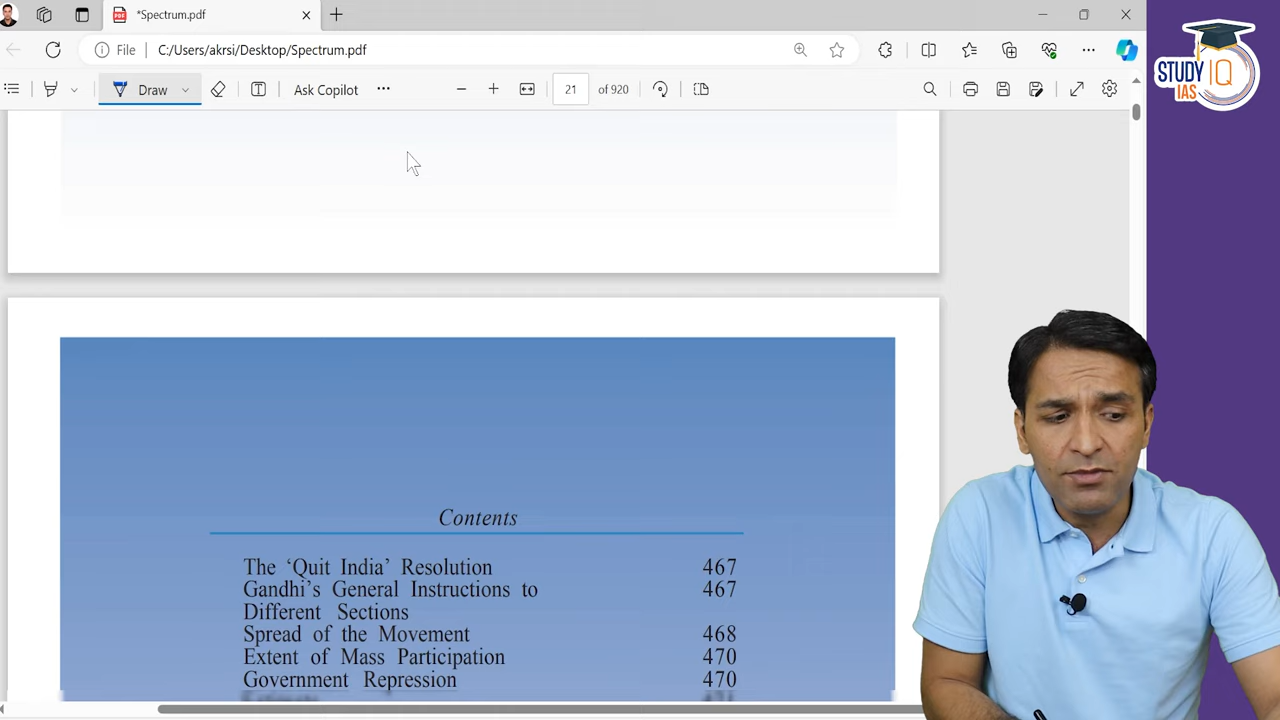 *Spectrum.pdf
File C:/Users/akrsi/Desktop/Spectrum.pdf
Draw Ask Copilot 21 of 920
STUDY IQ
IAS
Contents
The ‘Quit India’ Resolution 467
Gandhi’s General Instructions to 467
Different Sections
Spread of the Movement 468
Extent of Mass Participation 470
Government Repression 470